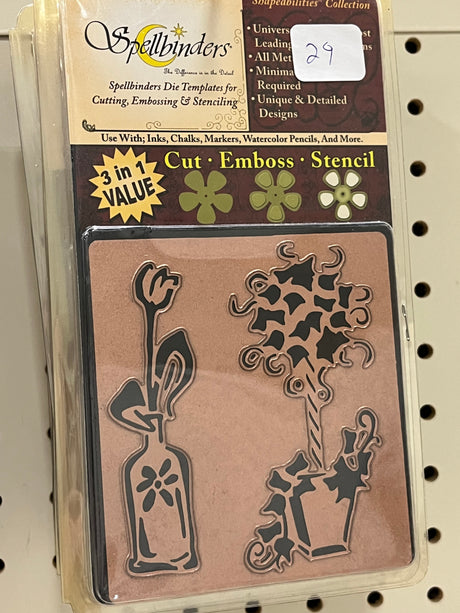 Shapeabilities™ Collection
Spellbinders™
The Difference is in the Detail
Spellbinders Die Templates for
Cutting, Embossing & Stenciling
• Univers
Leading
• All Met
• Minima
Required
• Unique & Detailed
Designs
29
Use With; Inks, Chalks, Markers, Watercolor Pencils, And More.
3 in 1
VALUE
Cut • Emboss • Stencil